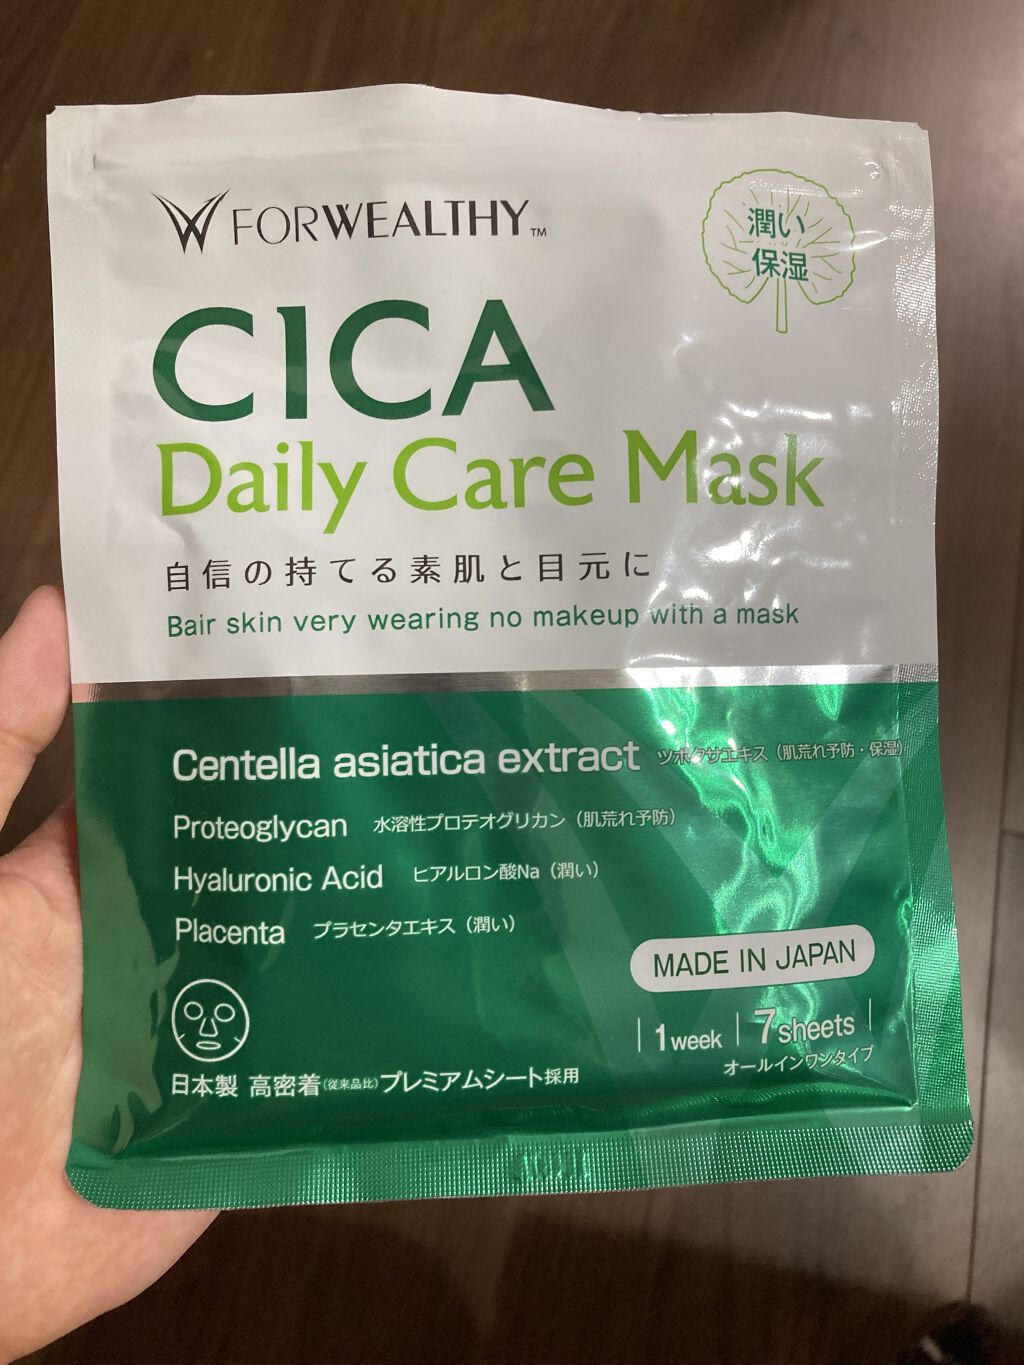 FORWEALTHY™
潤い
保湿
CICA
Daily Care Mask
自信の持てる素肌と目元に
Bair skin very wearing no makeup with a mask
Centella asiatica extract ツボクサエキス（肌荒れ予防・保湿）
Proteoglycan 水溶性プロテオグリカン（肌荒れ予防）
Hyaluronic Acid ヒアルロン酸Na（潤い）
Placenta プラセンタエキス（潤い）
MADE IN JAPAN
1week 7sheets
オールインワンタイプ
日本製 高密着（従来品比）プレミアムシート採用